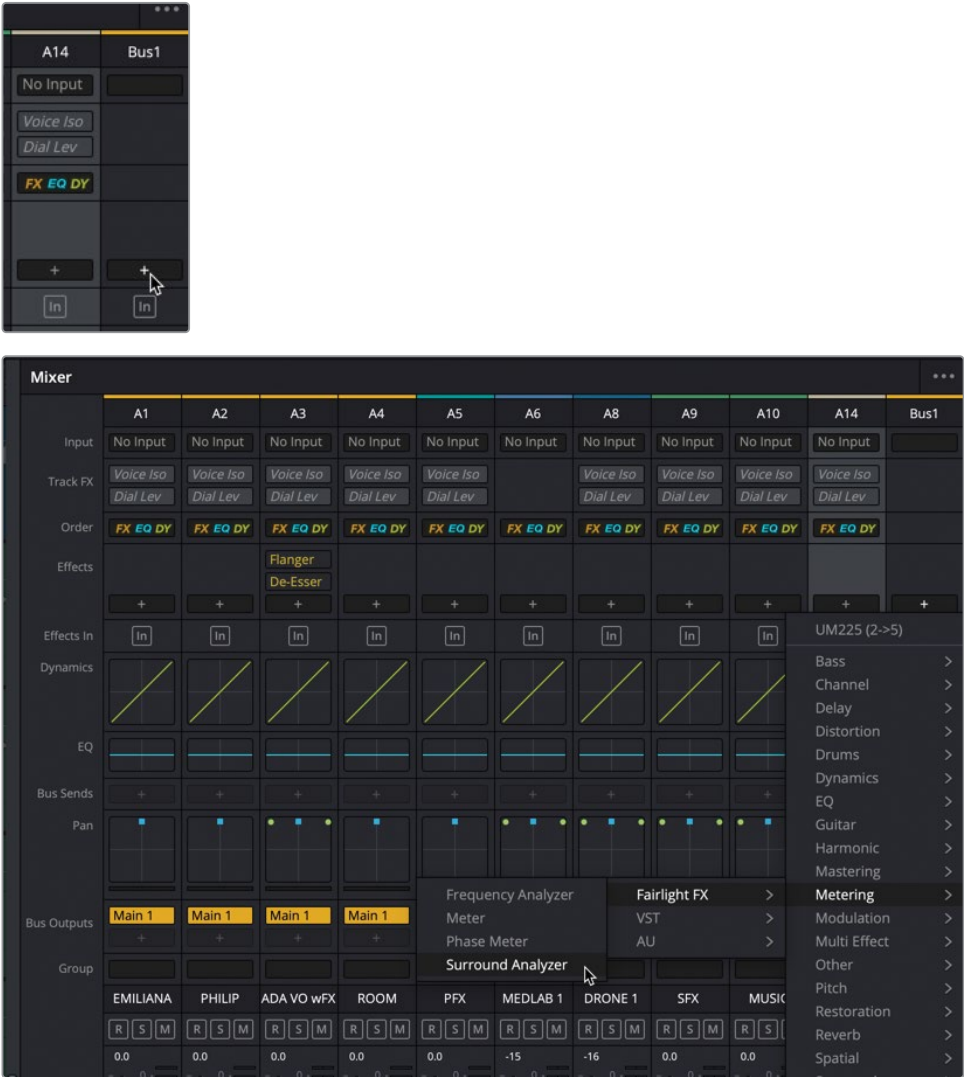 A14 Bus1
No Input
Voice Iso
Dial Lev
FX EQ DY
+ +
In In
Mixer
A1 A2 A3 A4 A5 A6 A8 A9 A10 A14 Bus1
Input No Input No Input No Input No Input No Input No Input No Input No Input No Input No Input
Track FX Voice Iso Voice Iso Voice Iso Voice Iso Voice Iso Voice Iso Voice Iso Voice Iso Voice Iso
Dial Lev Dial Lev Dial Lev Dial Lev Dial Lev Dial Lev Dial Lev Dial Lev Dial Lev
Order FX EQ DY FX EQ DY FX EQ DY FX EQ DY FX EQ DY FX EQ DY FX EQ DY FX EQ DY FX EQ DY FX EQ DY
Effects Flanger
De-Esser
+ + + + + + + + + + +
Effects In In In In In In In In In In
Dynamics
EQ
Bus Sends + + + + + + + + +
Pan
Bus Outputs Main 1 Main 1 Main 1 Main 1
+ + + +
Group
EMILIANA PHILIP ADA VO wFX ROOM PFX MEDLAB 1 DRONE 1 SFX MUSIC
R S M R S M R S M R S M R S M R S M R S M R S M R S
0.0 0.0 0.0 0.0 0.0 -15 -16 0.0 0.0
UM225 (2->5)
Bass >
Channel >
Delay >
Distortion >
Drums >
Dynamics >
EQ >
Guitar >
Harmonic >
Mastering >
Metering >
Modulation >
Multi Effect >
Other >
Pitch >
Restoration >
Reverb >
Spatial >
Fairlight FX >
VST >
AU >
Frequency Analyzer
Meter
Phase Meter
Surround Analyzer